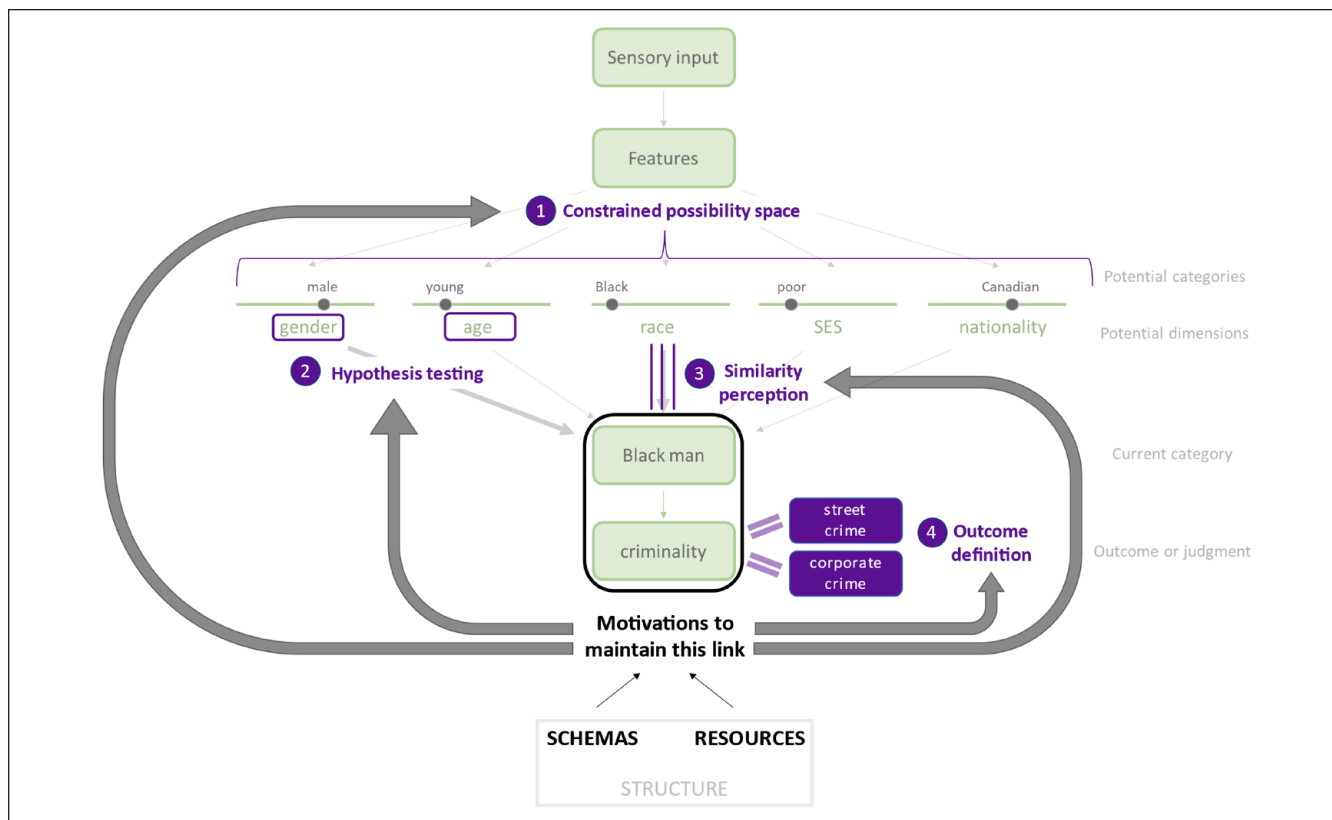 Sensory input
Features
1 Constrained possibility space
Potential categories
male
young
Black
poor
Canadian
gender
age
race
SES
nationality
Potential dimensions
2 Hypothesis testing
3 Similarity
perception
Black man
Current category
criminality
street
crime
corporate
crime
4 Outcome
definition
Outcome or judgment
Motivations to
maintain this link
SCHEMAS
RESOURCES
STRUCTURE